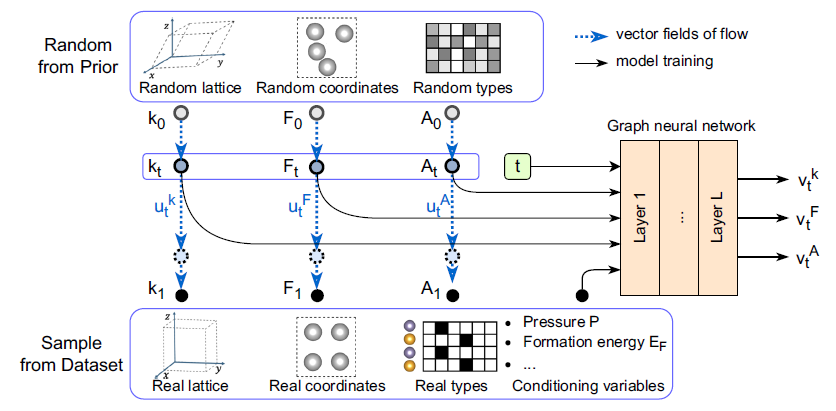 Random
from Prior
z
y
x
Random lattice
Random coordinates
Random types
vector fields of flow
model training
k0
F0
A0
Graph neural network
kt
Ft
At
t
utk
utF
utA
Layer 1
...
Layer L
vtk
vtF
vtA
k1
F1
A1
Sample
from Dataset
z
y
x
Real lattice
Real coordinates
Real types
• Pressure P
• Formation energy EF
• ...
Conditioning variables